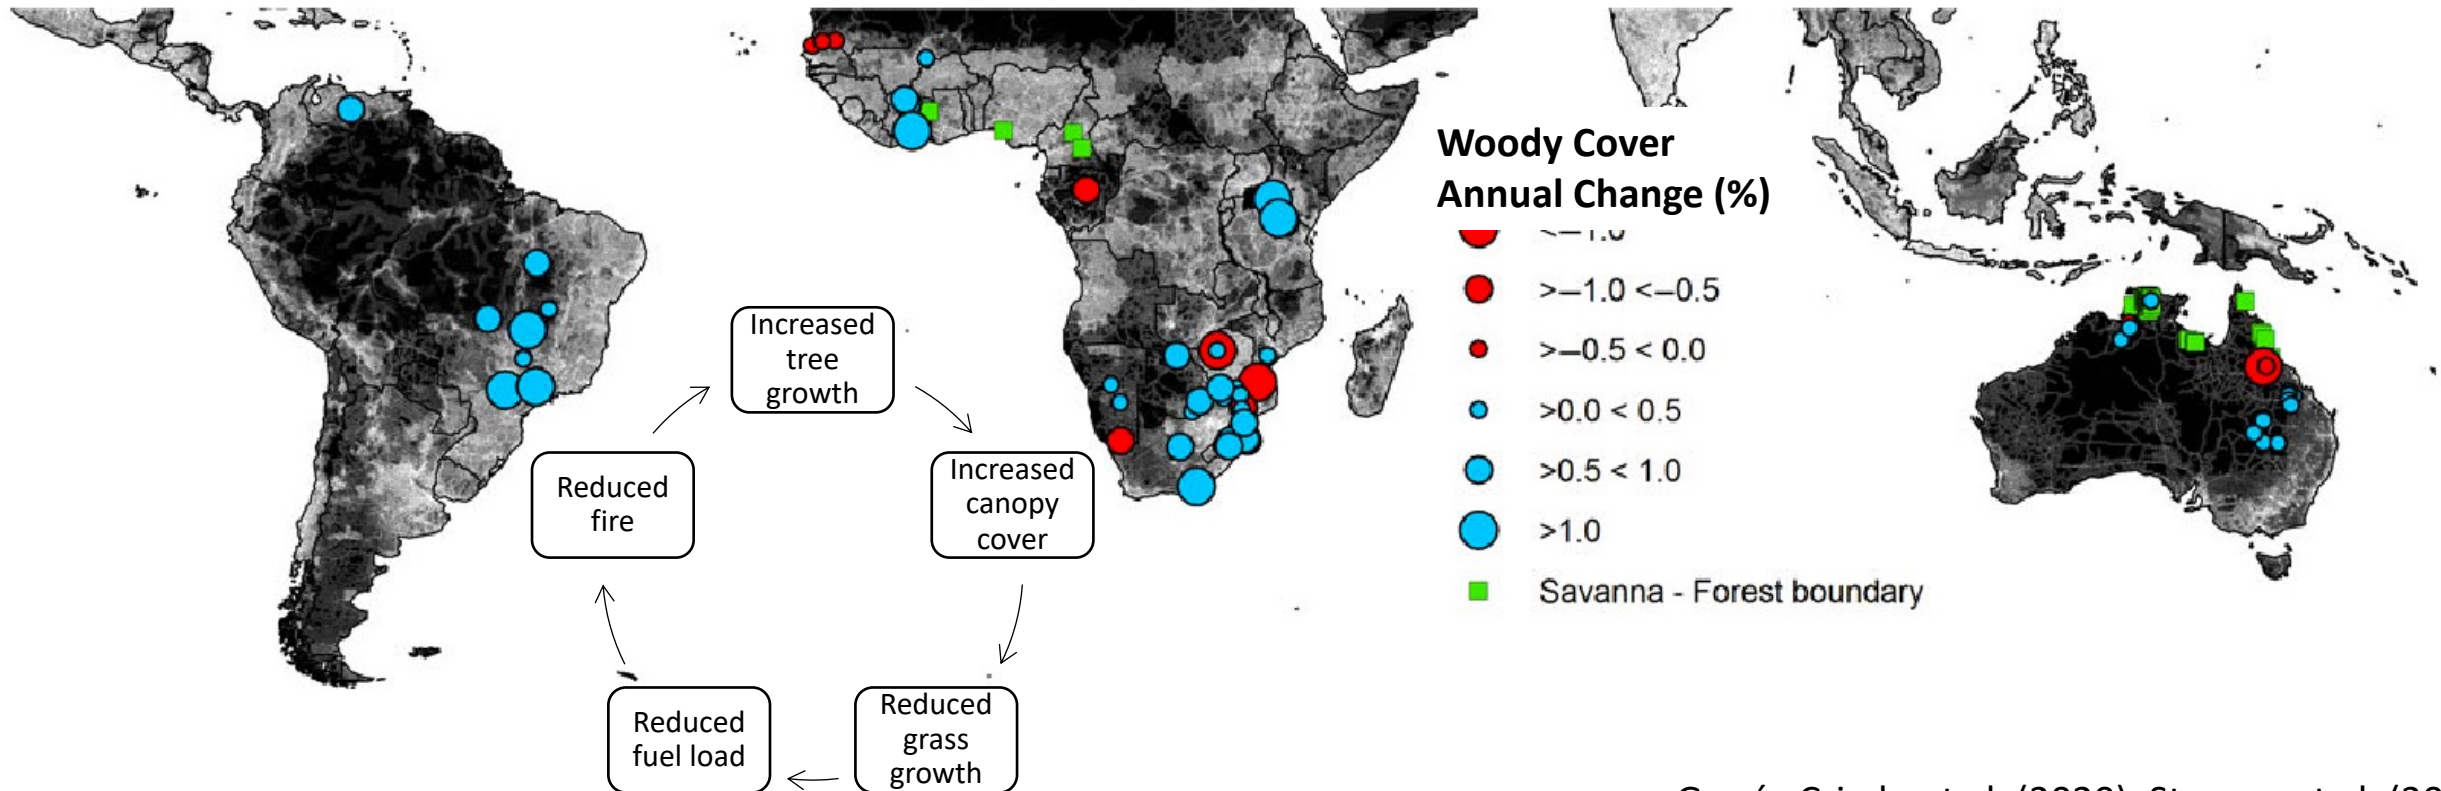 Woody Cover
Annual Change (%)
>–1.0 <–0.5
>–0.5 < 0.0
>0.0 < 0.5
>0.5 < 1.0
>1.0
Savanna - Forest boundary
Increased
tree
growth
Increased
canopy
cover
Reduced
grass
growth
Reduced
fuel load
Reduced
fire